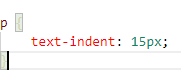 p {
    text-indent: 15px;
}